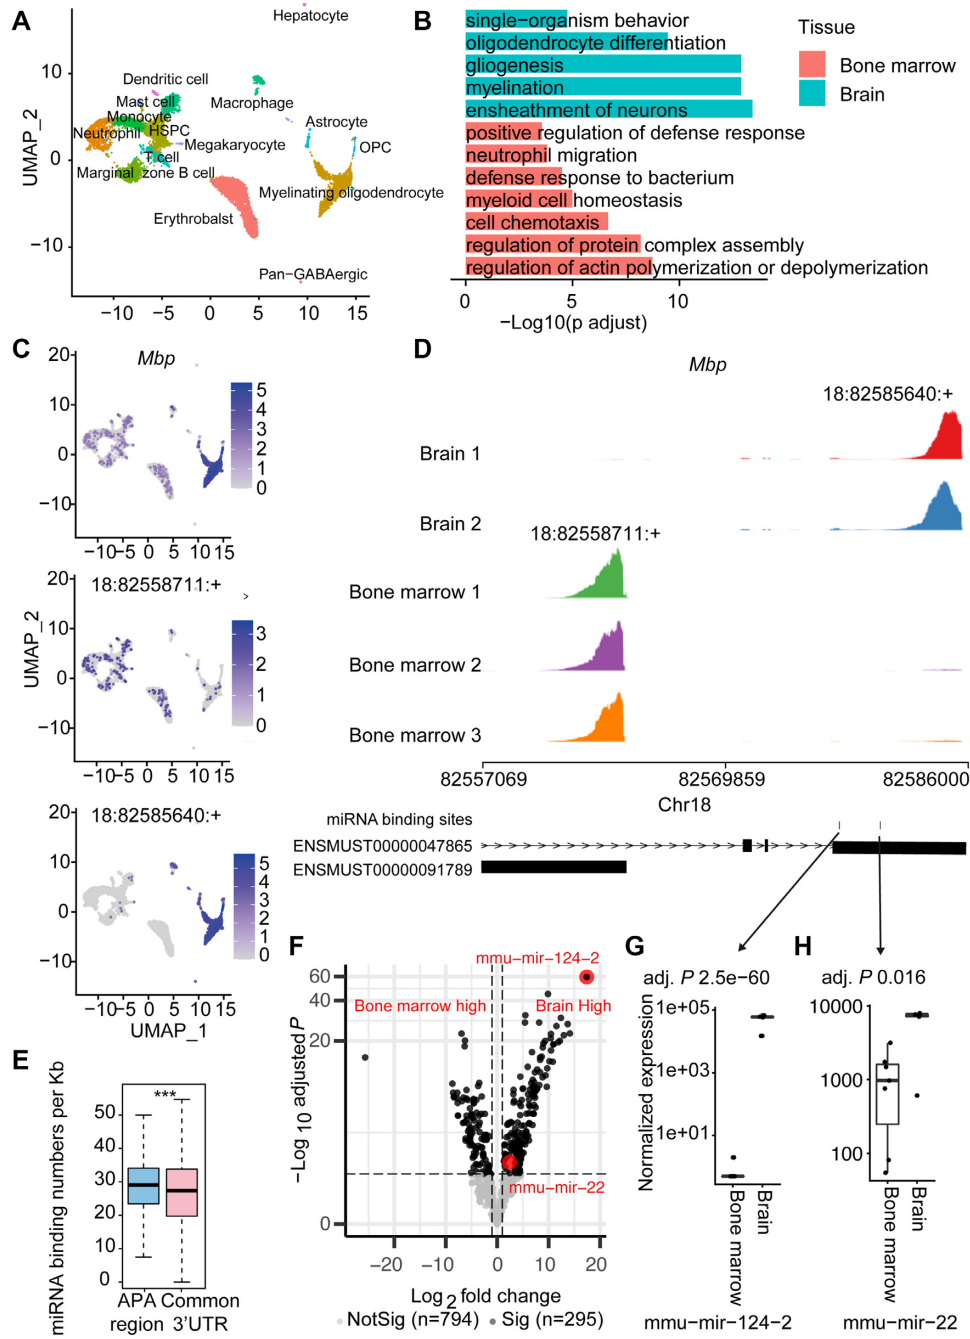 A
Hepatocyte
Dendritic cell
Mast cell
Macrophage
Monocyte
Astrocyte
Neutrophil
HSPC
Megakaryocyte
OPC
T cell
Marginal zone B cell
Myelinating oligodendrocyte
Erythrobalst
Pan−GABAergic
UMAP_2
10
0
−10
−10 −5 0 5 10 15
B
single−organism behavior
oligodendrocyte differentiation
gliogenesis
myelination
ensheathment of neurons
positive regulation of defense response
neutrophil migration
defense response to bacterium
myeloid cell homeostasis
cell chemotaxis
regulation of protein complex assembly
regulation of actin polymerization or depolymerization
0 5 10
−Log10(p adjust)
Tissue
Bone marrow
Brain
C
Mbp
20
10
0
−10
−10−5 0 5 10 15
5
4
3
2
1
0
18:82558711:+
>
20
10
0
−10
−10−5 0 5 10 15
3
2
1
0
UMAP_2
18:82585640:+
20
10
0
−10
−10−5 0 5 10 15
5
4
3
2
1
0
UMAP_1
D
Mbp
18:82585640:+
Brain 1
Brain 2
18:82558711:+
Bone marrow 1
Bone marrow 2
Bone marrow 3
82557069 82569859 82586000
Chr18
miRNA binding sites
ENSMUST00000047865
ENSMUST00000091789
E
miRNA binding numbers per Kb
50
40
30
20
10
0
***
APA region
Common 3'UTR
F
mmu−mir−124−2
Bone marrow high
Brain High
mmu−mir−22
−Log10 adjusted P
60
40
20
0
−20 −10 0 10 20
Log2 fold change
NotSig (n=794) Sig (n=295)
G
adj. P 2.5e−60
Normalized expression
1e+05
1e+03
1e+01
Bone marrow
Brain
mmu−mir−124−2
H
adj. P 0.016
10000
1000
100
Bone marrow
Brain
mmu−mir−22